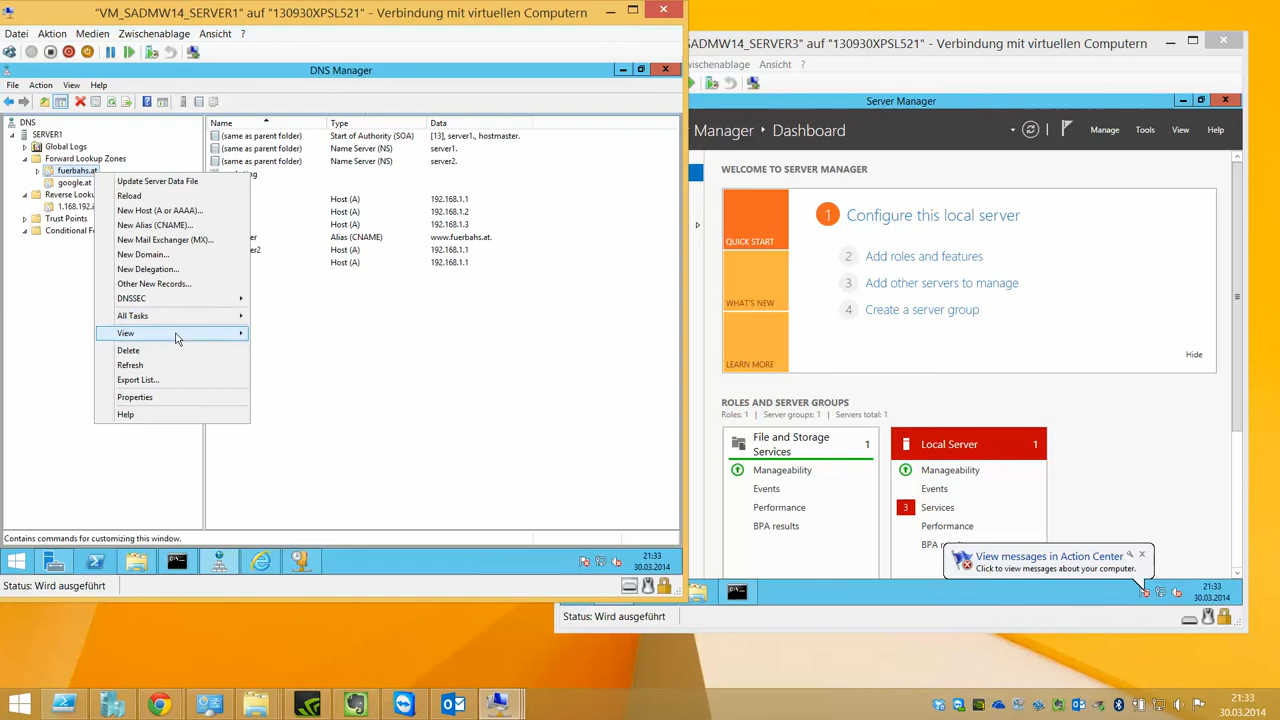 "VM_SADMW14_SERVER1" auf "130930XPSL521" - Verbindung mit virtuellen Computern
Datei Aktion Medien Zwischenablage Ansicht ?
DNS Manager
File Action View Help
DNS
SERVER1
Global Logs
Forward Lookup Zones
fuerbahs.at
google.at
Reverse Looku
1.168.192.i
Trust Points
Conditional F
Name Type Data
(same as parent folder) Start of Authority (SOA) [13], server1., hostmaster.
(same as parent folder) Name Server (NS) server1.
(same as parent folder) Name Server (NS) server2.
Host (A) 192.168.1.1
Host (A) 192.168.1.2
Host (A) 192.168.1.3
Alias (CNAME) www.fuerbahs.at.
Host (A) 192.168.1.1
Host (A) 192.168.1.1
Update Server Data File
Reload
New Host (A or AAAA)...
New Alias (CNAME)...
New Mail Exchanger (MX)...
New Domain...
New Delegation...
Other New Records...
DNSSEC
All Tasks
View
Delete
Refresh
Export List...
Properties
Help
Contains commands for customizing this window.
21:33
30.03.2014
Status: Wird ausgeführt
SADMW14_SERVER3" auf "130930XPSL521" - Verbindung mit virtuellen Computern
wischenablage Ansicht ?
Server Manager
Manager Dashboard
Manage Tools View Help
WELCOME TO SERVER MANAGER
QUICK START
WHAT'S NEW
LEARN MORE
1 Configure this local server
2 Add roles and features
3 Add other servers to manage
4 Create a server group
Hide
ROLES AND SERVER GROUPS
Roles: 1 | Server groups: 1 | Servers total: 1
File and Storage Services 1
Manageability
Events
Performance
BPA results
Local Server 1
Manageability
Events
3 Services
Performance
BPA re
View messages in Action Center
Click to view messages about your computer.
21:33
30.03.2014
Status: Wird ausgeführt
21:33
30.03.2014